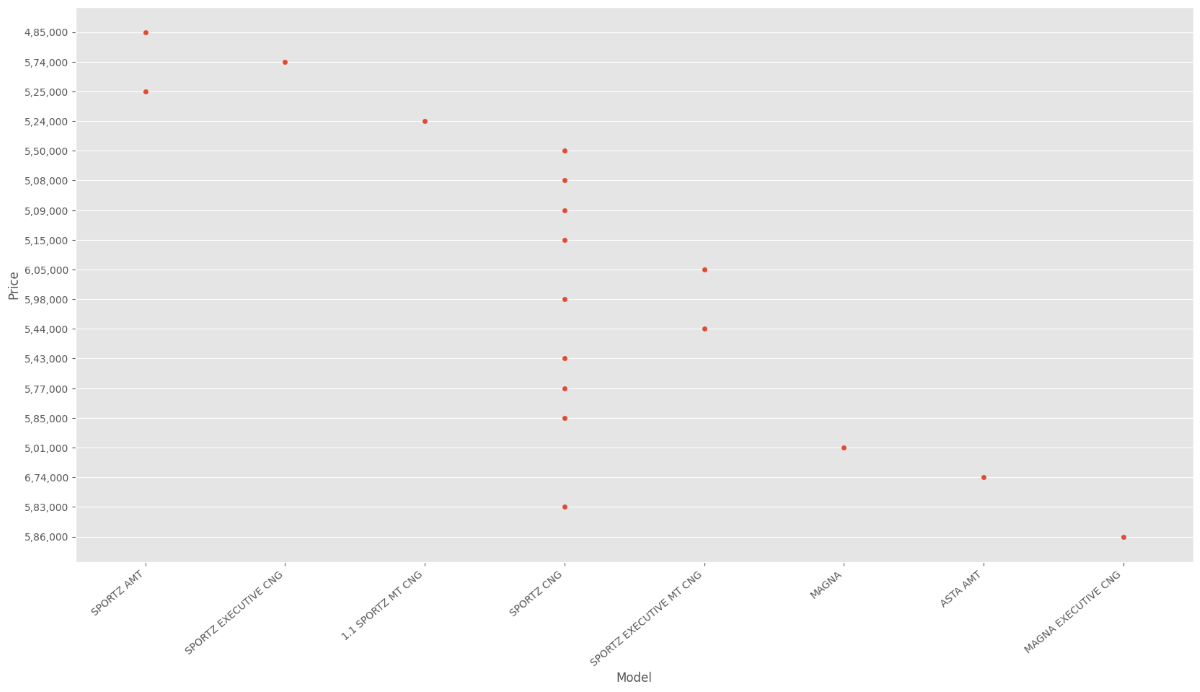 4,85,000
5,74,000
5,25,000
5,24,000
5,50,000
5,08,000
5,09,000
5,15,000
6,05,000
5,98,000
5,44,000
5,43,000
5,77,000
5,85,000
5,01,000
6,74,000
5,83,000
5,86,000
Price
SPORTZ AMT
SPORTZ EXECUTIVE CNG
1.1 SPORTZ MT CNG
SPORTZ CNG
SPORTZ EXECUTIVE MT CNG
MAGNA
ASTA AMT
MAGNA EXECUTIVE CNG
Model